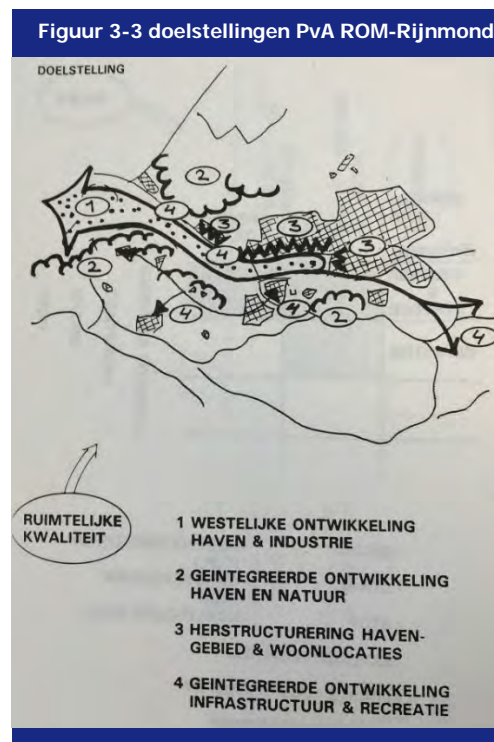 Figuur 3-3 doelstellingen PvA ROM-Rijnmond
DOELSTELLING
2
1
4
3
3
4
3
2
4
4
2
4
RUIMTELIJKE
KWALITEIT
1 WESTELIJKE ONTWIKKELING
HAVEN & INDUSTRIE
2 GEINTEGREERDE ONTWIKKELING
HAVEN EN NATUUR
3 HERSTRUCTURERING HAVEN-
GEBIED & WOONLOCATIES
4 GEINTEGREERDE ONTWIKKELING
INFRASTRUCTUUR & RECREATIE